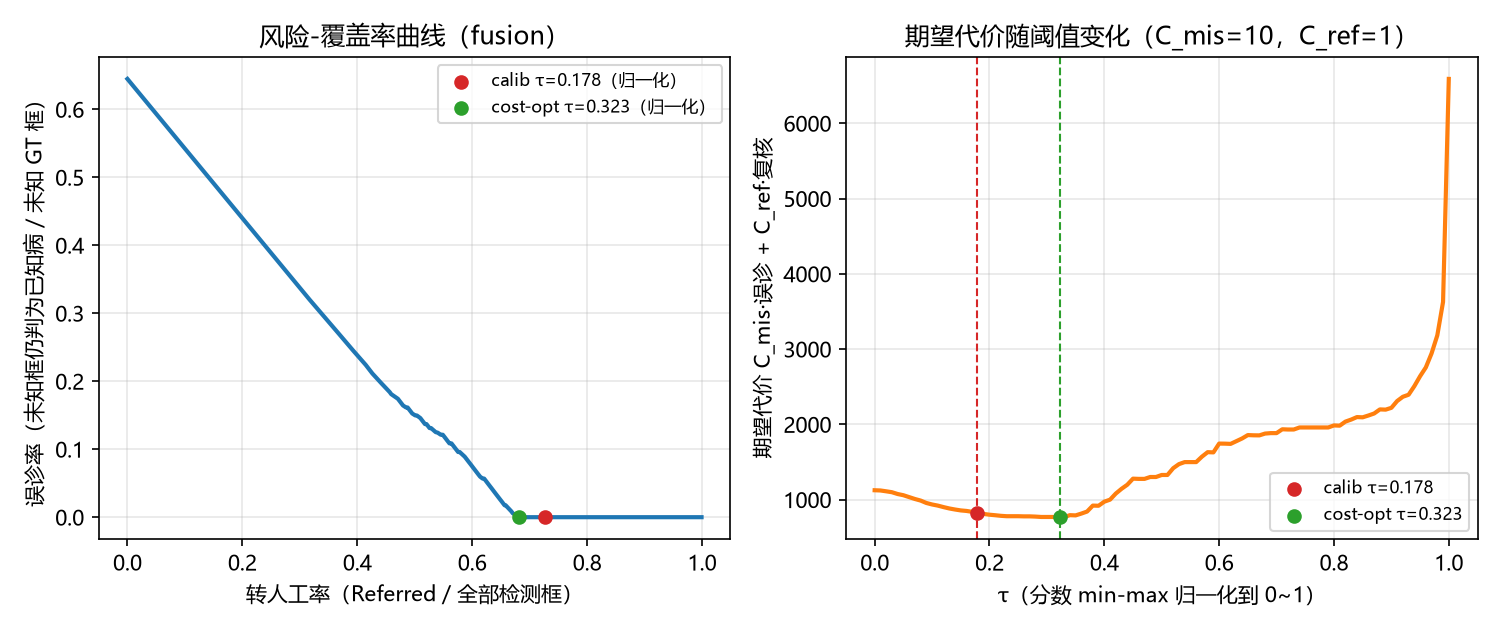 风险-覆盖率曲线（fusion）
误诊率（未知框仍判为已知病 / 未知 GT 框）
0.6
0.5
0.4
0.3
0.2
0.1
0.0
calib τ=0.178（归一化）
cost-opt τ=0.323（归一化）
0.0 0.2 0.4 0.6 0.8 1.0
转人工率（Referred / 全部检测框）
期望代价随阈值变化（C_mis=10，C_ref=1）
期望代价 C_mis·误诊 + C_ref·复核
6000
5000
4000
3000
2000
1000
calib τ=0.178
cost-opt τ=0.323
0.0 0.2 0.4 0.6 0.8 1.0
τ（分数 min-max 归一化到 0~1）